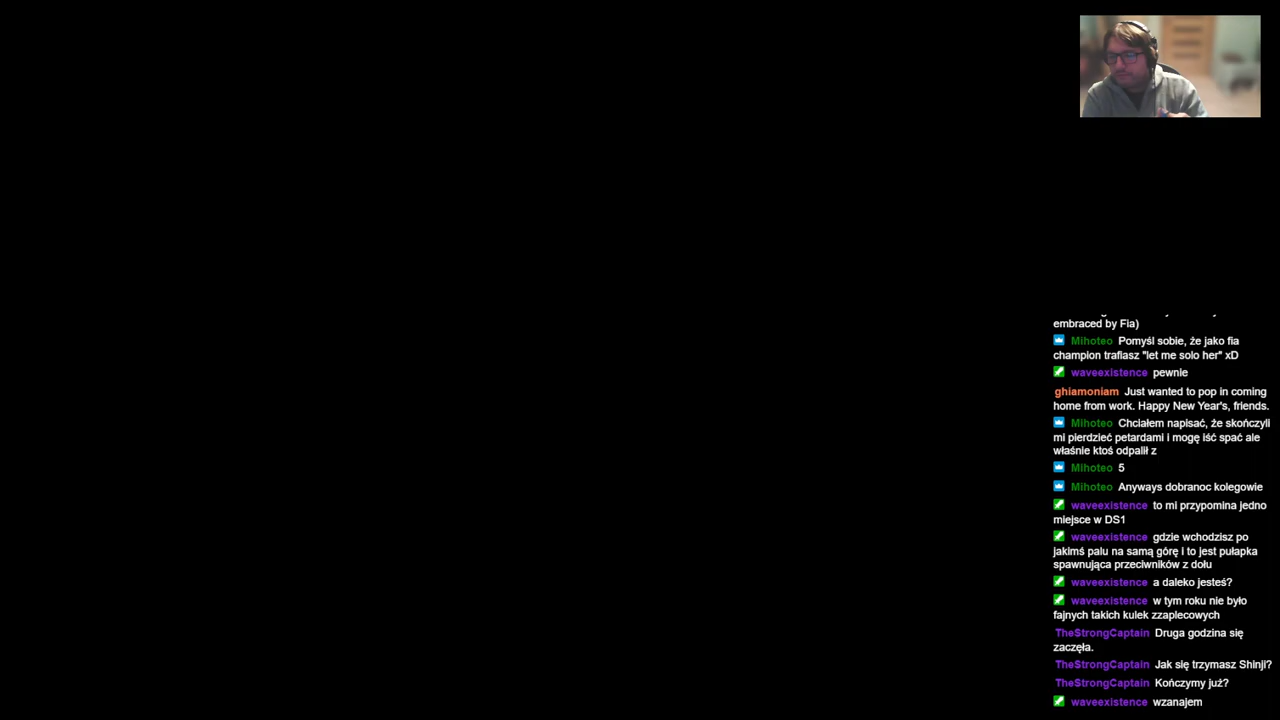 embraced by Fia)
Mihoteo Pomyśl sobie, że jako fia
champion trafiasz "let me solo her" xD
waveexistence pewnie
ghiamoniam Just wanted to pop in coming
home from work. Happy New Year's, friends.
Mihoteo Chciałem napisać, że skończyli
mi pierdzieć petardami i mogę iść spać ale
właśnie ktoś odpalił z
Mihoteo 5
Mihoteo Anyways dobranoc kolegowie
waveexistence to mi przypomina jedno
miejsce w DS1
waveexistence gdzie wchodzisz po
jakimś palu na samą górę i to jest pułapka
spawnująca przeciwników z dołu
waveexistence a daleko jesteś?
waveexistence w tym roku nie było
fajnych takich kulek zzaplecowych
TheStrongCaptain Druga godzina się
zaczęła.
TheStrongCaptain Jak się trzymasz Shinji?
TheStrongCaptain Kończymy już?
waveexistence wzanajem